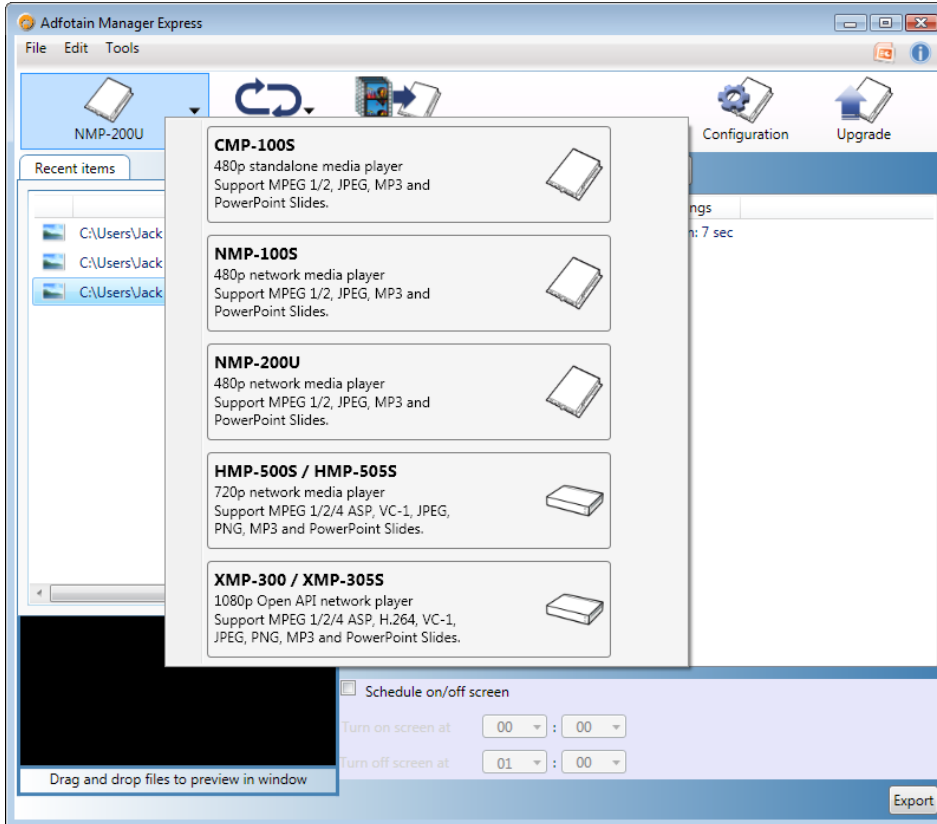 Adfotain Manager Express
File Edit Tools
NMP-200U
Configuration
Upgrade
Recent items
CMP-100S
480p standalone media player
Support MPEG 1/2, JPEG, MP3 and
PowerPoint Slides.
NMP-100S
480p network media player
Support MPEG 1/2, JPEG, MP3 and
PowerPoint Slides.
NMP-200U
480p network media player
Support MPEG 1/2, JPEG, MP3 and
PowerPoint Slides.
HMP-500S / HMP-505S
720p network media player
Support MPEG 1/2/4 ASP, VC-1, JPEG,
PNG, MP3 and PowerPoint Slides.
XMP-300 / XMP-305S
1080p Open API network player
Support MPEG 1/2/4 ASP, H.264, VC-1,
JPEG, PNG, MP3 and PowerPoint Slides.
C:\Users\Jack
C:\Users\Jack
C:\Users\Jack
ngs
n: 7 sec
Schedule on/off screen
Turn on screen at 00 : 00
Turn off screen at 01 : 00
Drag and drop files to preview in window
Export